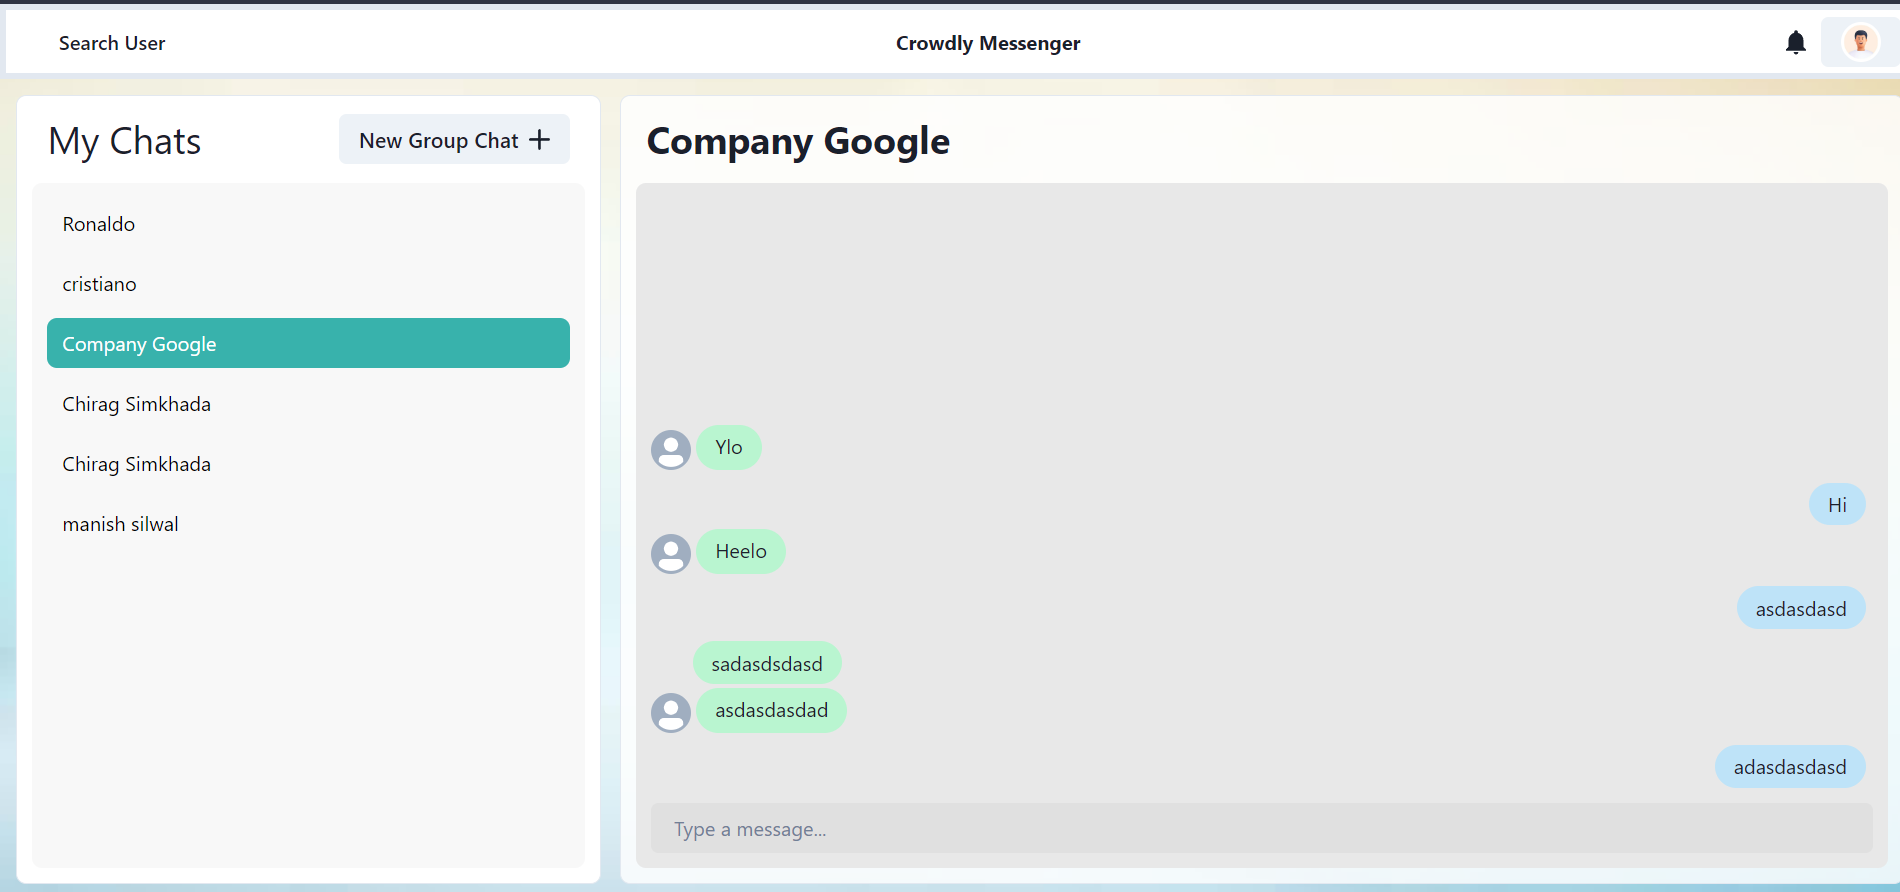 Search User
Crowdly Messenger
My Chats
New Group Chat +
Ronaldo
cristiano
Company Google
Chirag Simkhada
Chirag Simkhada
manish silwal
Company Google
Ylo
Hi
Heelo
asdasdasd
sadasdsdasd
asdasdasdad
adasdasdasd
Type a message...